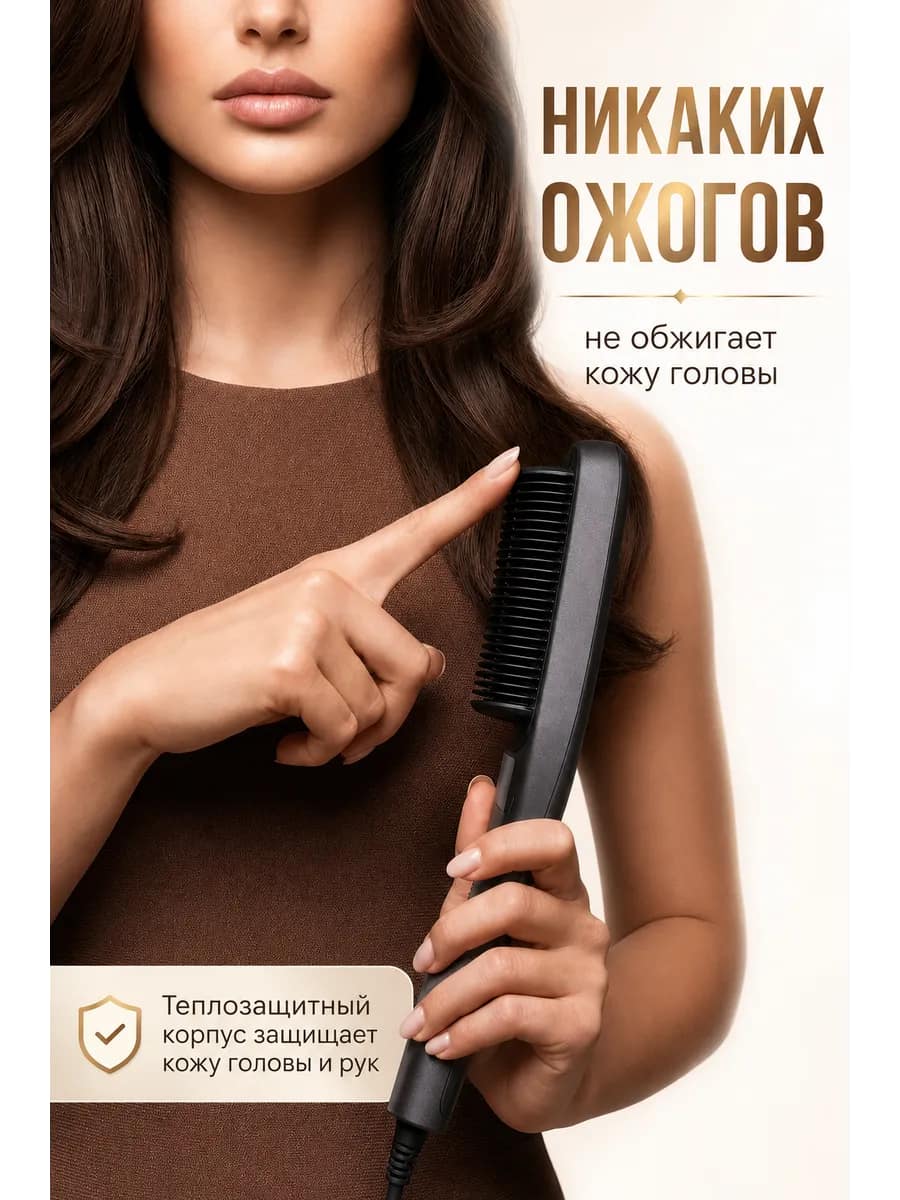 НИКАКИХ
ОЖОГОВ
не обжигает
кожу головы
Теплозащитный
корпус защищает
кожу головы и рук